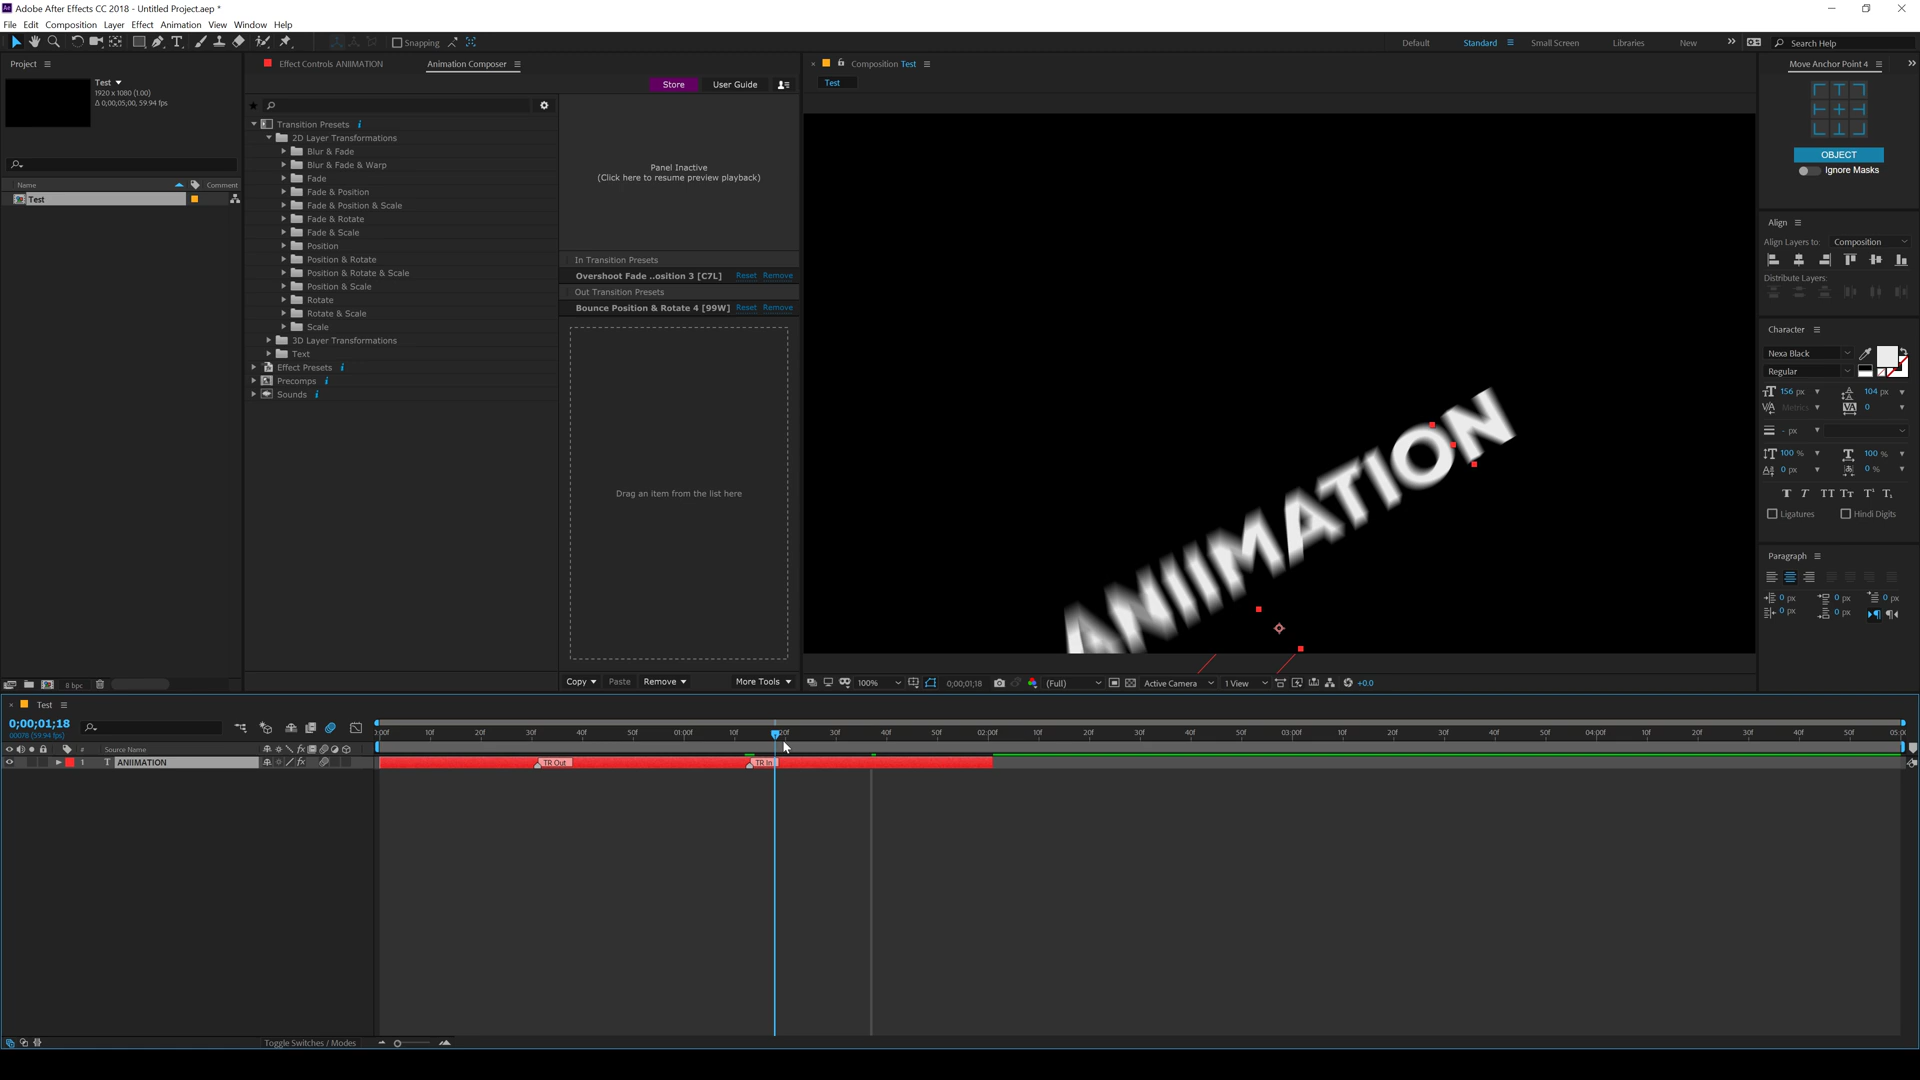 Adobe After Effects CC 2018 - Untitled Project.aep *
File Edit Composition Layer Effect Animation View Window Help
Snapping
Default Standard Small Screen Libraries New Search Help
Project
Test
1920 x 1080 (1.00)
Δ 0;00;05;00, 59.94 fps
Name Comment
Test
8 bpc
Effect Controls ANIIMATION
Animation Composer
Store User Guide
Transition Presets
2D Layer Transformations
Blur & Fade
Blur & Fade & Warp
Fade
Fade & Position
Fade & Position & Scale
Fade & Rotate
Fade & Scale
Position
Position & Rotate
Position & Rotate & Scale
Position & Scale
Rotate
Rotate & Scale
Scale
3D Layer Transformations
Text
Effect Presets
Precomps
Sounds
Panel Inactive
(Click here to resume preview playback)
In Transition Presets
Overshoot Fade ..osition 3 [C7L] Reset Remove
Out Transition Presets
Bounce Position & Rotate 4 [99W] Reset Remove
Drag an item from the list here
Copy Paste Remove More Tools
Composition Test
Test
ANIIMATION
100% 0;00;01;18 (Full) Active Camera 1 View +0.0
Move Anchor Point 4
OBJECT
Ignore Masks
Align
Align Layers to: Composition
Distribute Layers:
Character
Nexa Black
Regular
156 px 104 px
Metrics 0
- px
100 % 100 %
0 px 0 %
Ligatures Hindi Digits
Paragraph
0 px 0 px 0 px
0 px 0 px
Test
0;00;01;18
00078 (59.94 fps)
# Source Name
1 T ANIIMATION
10f 20f 30f 40f 50f 01:00f 10f 20f 30f 40f 50f 02:00f 10f 20f 30f 40f 50f 03:00f 10f 20f 30f 40f 50f 04:00f 10f 20f 30f 40f 50f
TR Out TR In
Toggle Switches / Modes